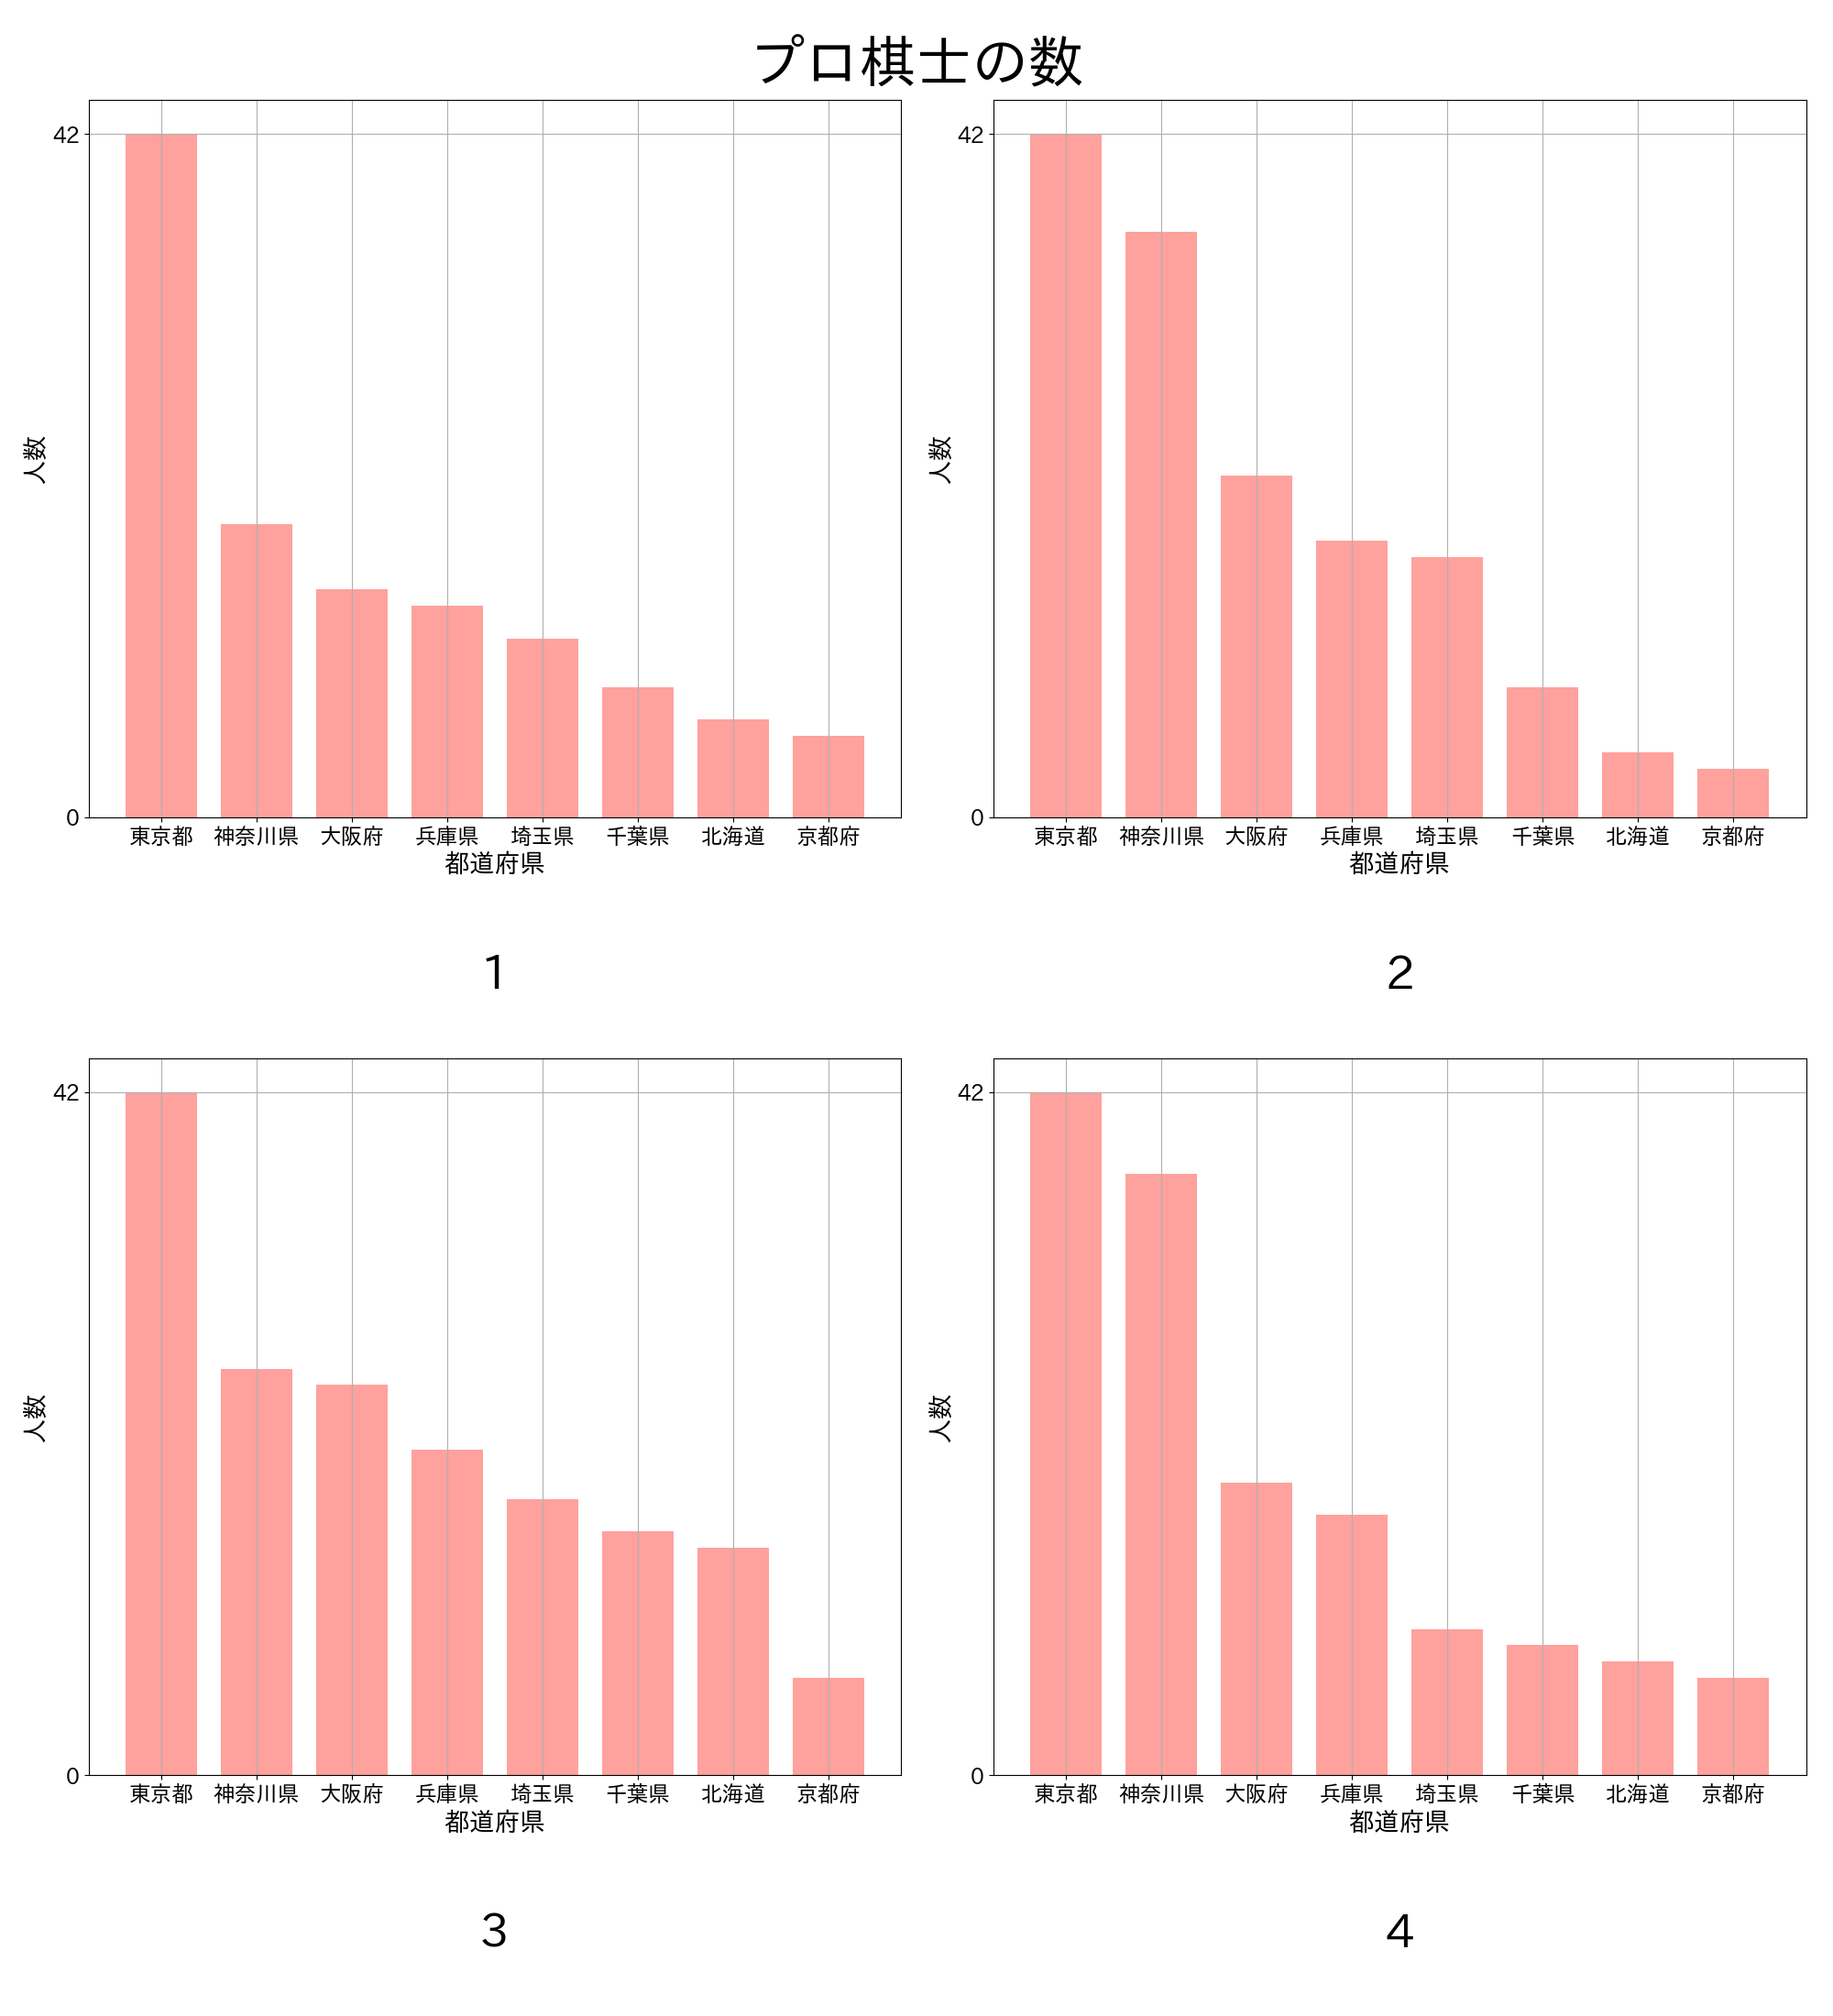 プロ棋士の数
42
0
人数
東京都 神奈川県 大阪府 兵庫県 埼玉県 千葉県 北海道 京都府
都道府県
1
42
0
人数
東京都 神奈川県 大阪府 兵庫県 埼玉県 千葉県 北海道 京都府
都道府県
2
42
0
人数
東京都 神奈川県 大阪府 兵庫県 埼玉県 千葉県 北海道 京都府
都道府県
3
42
0
人数
東京都 神奈川県 大阪府 兵庫県 埼玉県 千葉県 北海道 京都府
都道府県
4